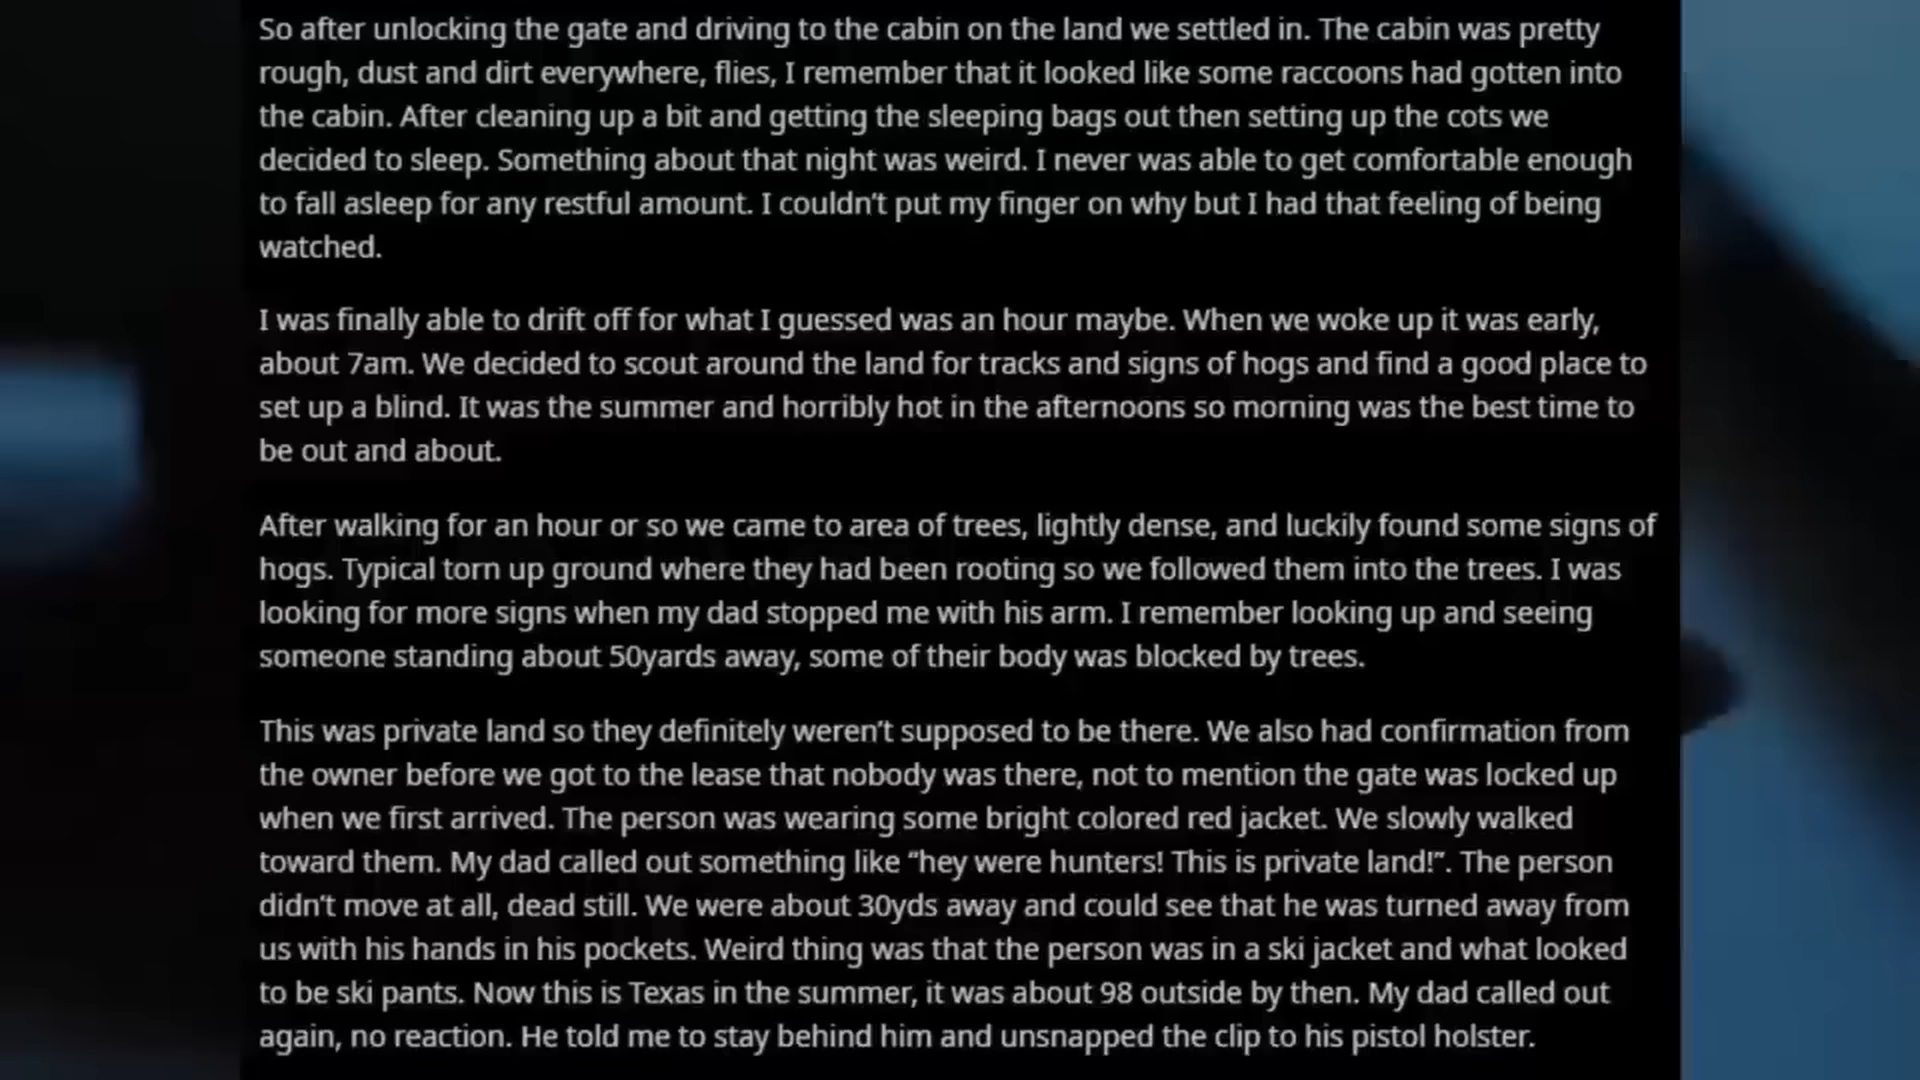 So after unlocking the gate and driving to the cabin on the land we settled in. The cabin was pretty
rough, dust and dirt everywhere, flies, I remember that it looked like some raccoons had gotten into
the cabin. After cleaning up a bit and getting the sleeping bags out then setting up the cots we
decided to sleep. Something about that night was weird. I never was able to get comfortable enough
to fall asleep for any restful amount. I couldn’t put my finger on why but I had that feeling of being
watched.
I was finally able to drift off for what I guessed was an hour maybe. When we woke up it was early,
about 7am. We decided to scout around the land for tracks and signs of hogs and find a good place to
set up a blind. It was the summer and horribly hot in the afternoons so morning was the best time to
be out and about.
After walking for an hour or so we came to area of trees, lightly dense, and luckily found some signs of
hogs. Typical torn up ground where they had been rooting so we followed them into the trees. I was
looking for more signs when my dad stopped me with his arm. I remember looking up and seeing
someone standing about 50yards away, some of their body was blocked by trees.
This was private land so they definitely weren’t supposed to be there. We also had confirmation from
the owner before we got to the lease that nobody was there, not to mention the gate was locked up
when we first arrived. The person was wearing some bright colored red jacket. We slowly walked
toward them. My dad called out something like “hey were hunters! This is private land!”. The person
didn’t move at all, dead still. We were about 30yds away and could see that he was turned away from
us with his hands in his pockets. Weird thing was that the person was in a ski jacket and what looked
to be ski pants. Now this is Texas in the summer, it was about 98 outside by then. My dad called out
again, no reaction. He told me to stay behind him and unsnapped the clip to his pistol holster.